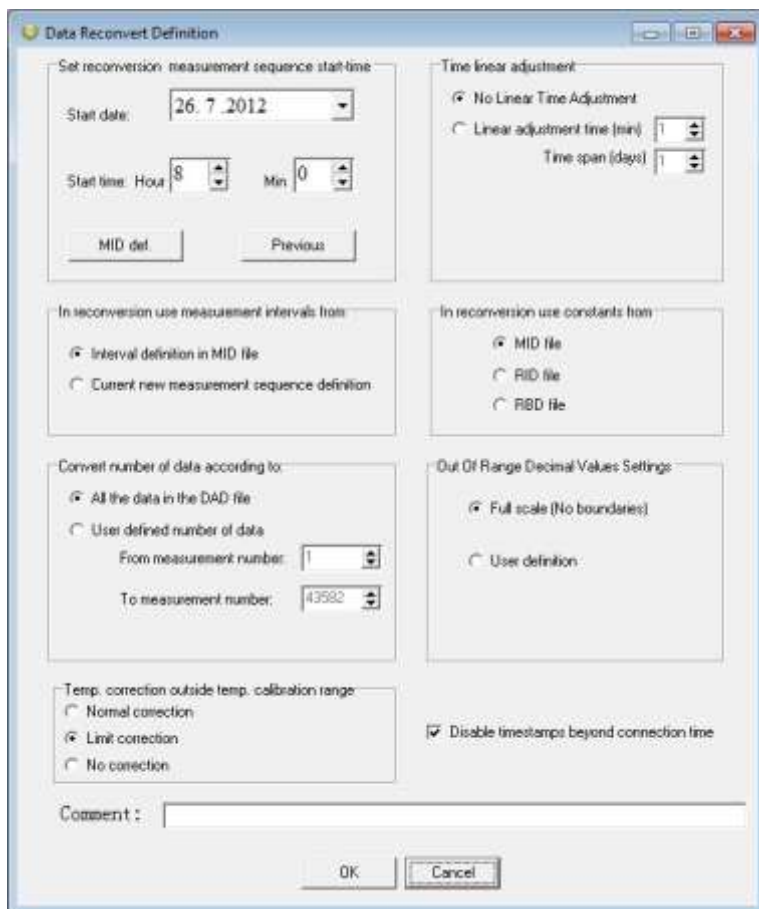 Data Reconvert Definition
Set reconversion measurement sequence start-time
Start date:
26. 7 .2012
Start time: Hour
8
Min
0
MID def.
Previous
Time linear adjustment
No Linear Time Adjustment
Linear adjustment time (min)
1
Time span (days)
1
In reconversion use measurement intervals from
Interval definition in MID file
Current new measurement sequence definition
In reconversion use constants from
MID file
RID file
RBD file
Convert number of data according to:
All the data in the DAD file
User defined number of data
From measurement number:
1
To measurement number:
43582
Out Of Range Decimal Values Settings
Full scale (No boundaries)
User definition
Temp. correction outside temp. calibration range
Normal correction
Limit correction
No correction
Disable timestamps beyond connection time
Comment:
OK
Cancel